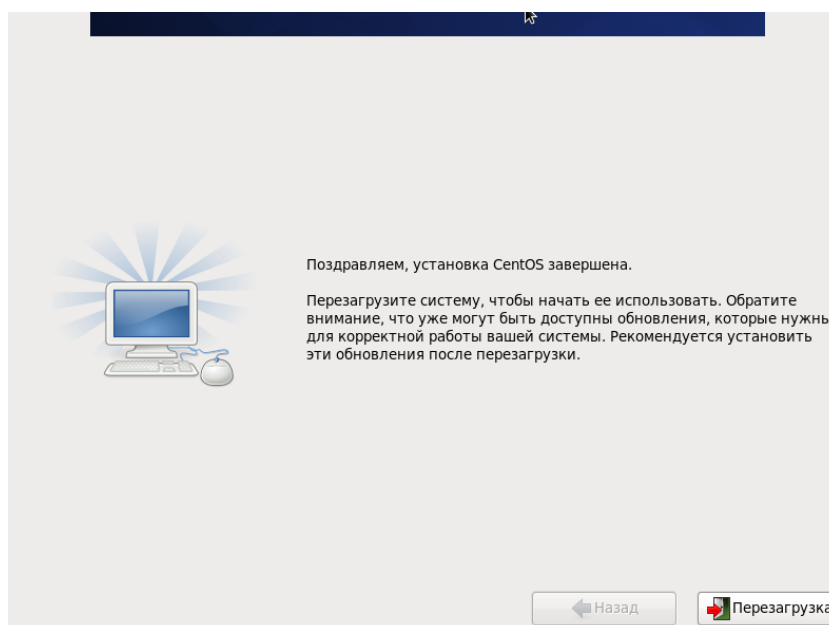 Поздравляем, установка CentOS завершена.
Перезагрузите систему, чтобы начать ее использовать. Обратите
внимание, что уже могут быть доступны обновления, которые нужны
для корректной работы вашей системы. Рекомендуется установить
эти обновления после перезагрузки.
Назад
Перезагрузка